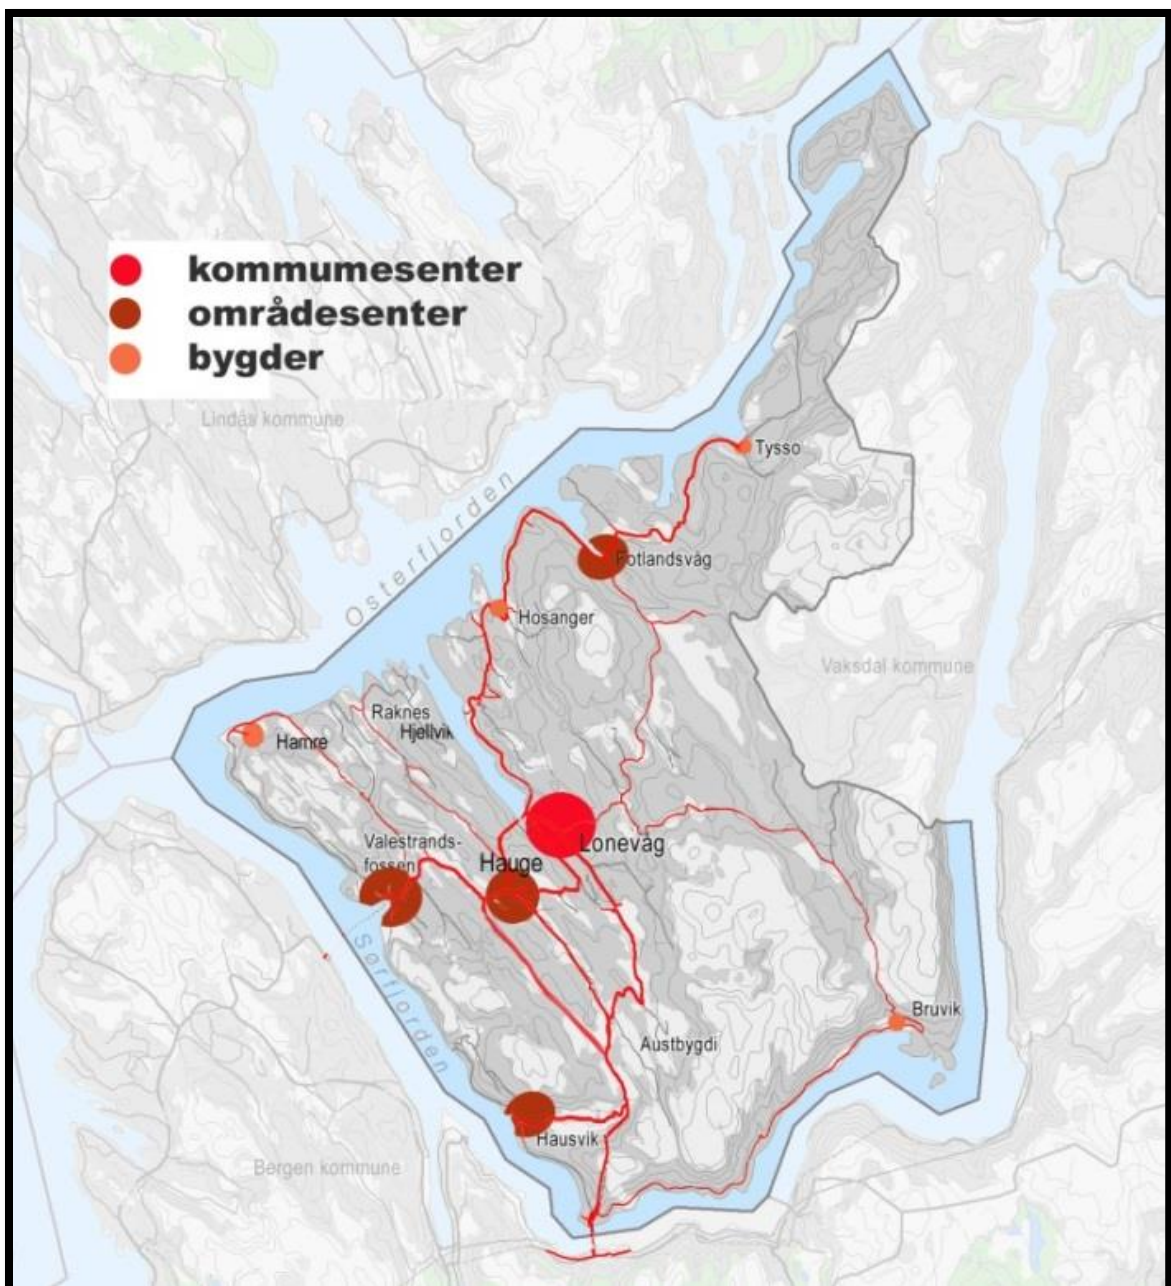 kommumesenter
områdesenter
bygder
Lindås kommune
Osterfjorden
Tysso
Fotlandsvåg
Hosanger
Vaksdal kommune
Raknes
Hjellvik
Hamre
Valestrands-
fossen
Hauge
Lonevåg
Sørfjorden
Bruvik
Austbygdi
Hausvik
Bergen kommune